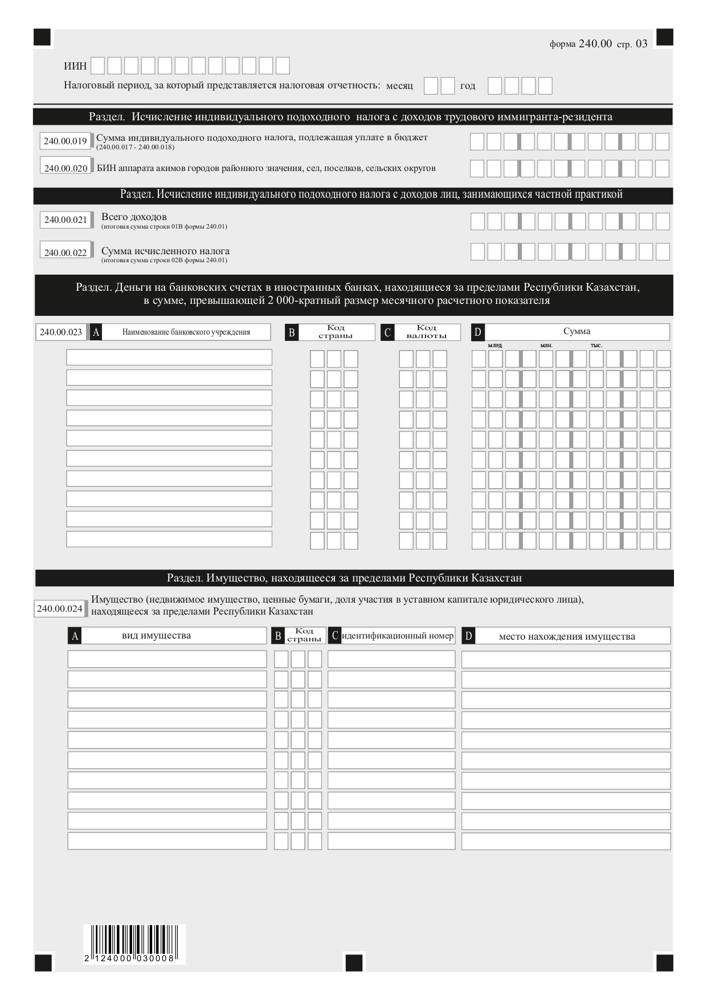 форма 240.00 стр. 03
ИИН
Налоговый период, за который представляется налоговая отчетность: месяц год
Раздел. Исчисление индивидуального подоходного налога с доходов трудового иммигранта-резидента
240.00.019 Сумма индивидуального подоходного налога, подлежащая уплате в бюджет
(240.00.017 - 240.00.018)
240.00.020 БИН аппарата акимов городов районного значения, сел, поселков, сельских округов
Раздел. Исчисление индивидуального подоходного налога с доходов лиц, занимающихся частной практикой
240.00.021 Всего доходов
(итоговая сумма строки 01В формы 240.01)
240.00.022 Сумма исчисленного налога
(итоговая сумма строки 02В формы 240.01)
Раздел. Деньги на банковских счетах в иностранных банках, находящиеся за пределами Республики Казахстан,
в сумме, превышающей 2 000-кратный размер месячного расчетного показателя
240.00.023 A Наименование банковского учреждения B Код страны C Код валюты D Сумма
МЛРД. МЛН. ТЫС.
Раздел. Имущество, находящееся за пределами Республики Казахстан
240.00.024 Имущество (недвижимое имущество, ценные бумаги, доля участия в уставном капитале юридического лица),
находящееся за пределами Республики Казахстан
A вид имущества B Код страны C идентификационный номер D место нахождения имущества
2 124000 030008